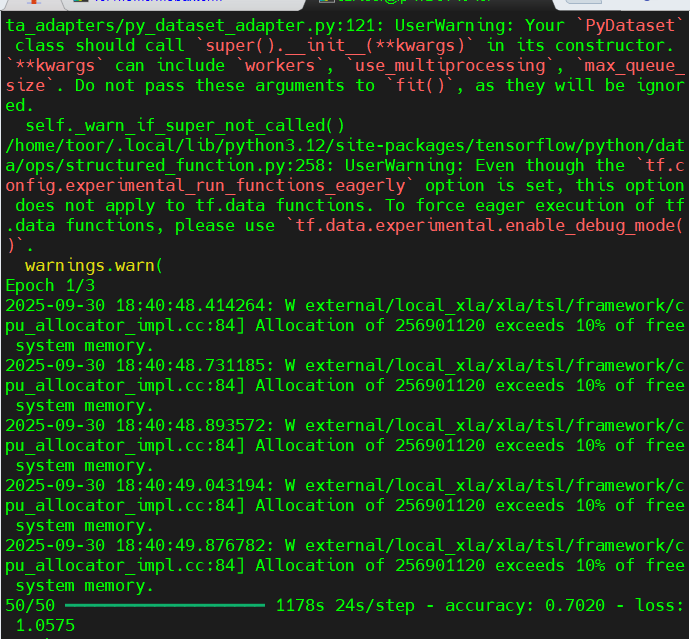 ta_adapters/py_dataset_adapter.py:121: UserWarning: Your `PyDataset`
 class should call `super().__init__(**kwargs)` in its constructor.
`**kwargs` can include `workers`, `use_multiprocessing`, `max_queue_
size`. Do not pass these arguments to `fit()`, as they will be ignor
ed.
  self._warn_if_super_not_called()
/home/toor/.local/lib/python3.12/site-packages/tensorflow/python/dat
a/ops/structured_function.py:258: UserWarning: Even though the `tf.c
onfig.experimental_run_functions_eagerly` option is set, this option
 does not apply to tf.data functions. To force eager execution of tf
.data functions, please use `tf.data.experimental.enable_debug_mode(
)`.
  warnings.warn(
Epoch 1/3
2025-09-30 18:40:48.414264: W external/local_xla/xla/tsl/framework/c
pu_allocator_impl.cc:84] Allocation of 256901120 exceeds 10% of free
 system memory.
2025-09-30 18:40:48.731185: W external/local_xla/xla/tsl/framework/c
pu_allocator_impl.cc:84] Allocation of 256901120 exceeds 10% of free
 system memory.
2025-09-30 18:40:48.893572: W external/local_xla/xla/tsl/framework/c
pu_allocator_impl.cc:84] Allocation of 256901120 exceeds 10% of free
 system memory.
2025-09-30 18:40:49.043194: W external/local_xla/xla/tsl/framework/c
pu_allocator_impl.cc:84] Allocation of 256901120 exceeds 10% of free
 system memory.
2025-09-30 18:40:49.876782: W external/local_xla/xla/tsl/framework/c
pu_allocator_impl.cc:84] Allocation of 256901120 exceeds 10% of free
 system memory.
50/50 ━━━━━━━━━━━━━━━━━━━━ 1178s 24s/step - accuracy: 0.7020 - loss:
 1.0575